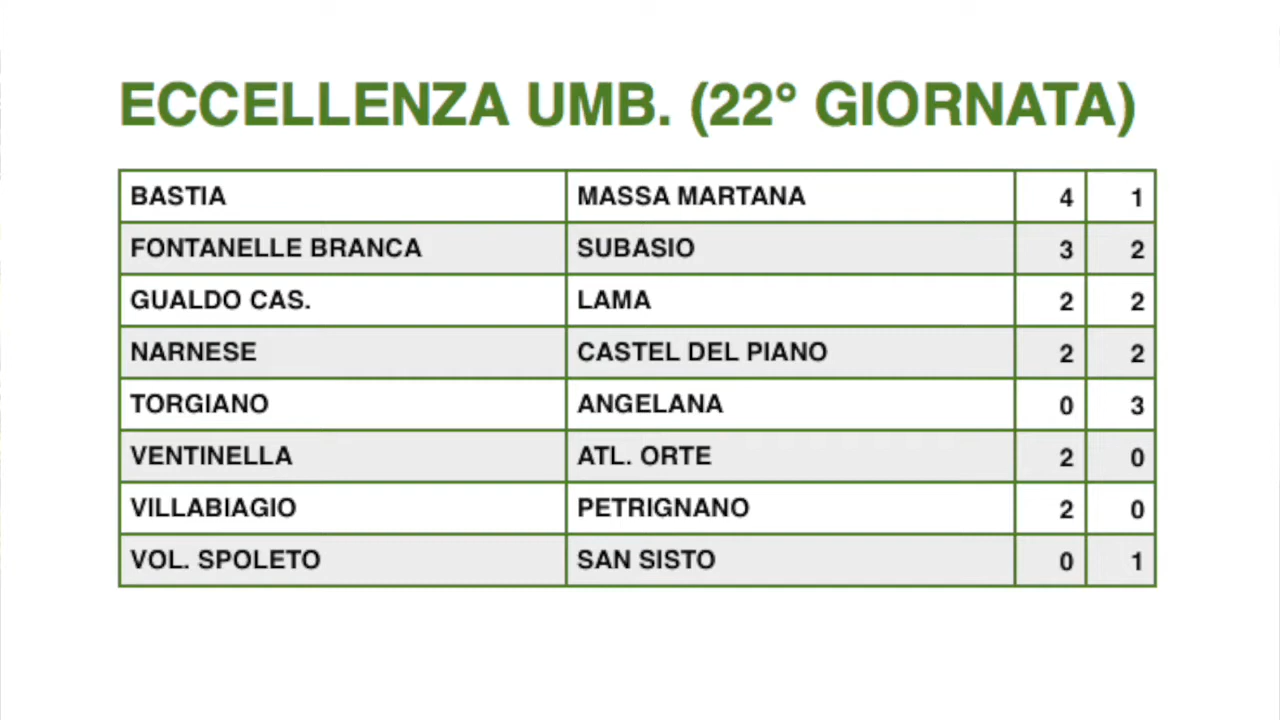 ECCELLENZA UMB. (22° GIORNATA)
BASTIA MASSA MARTANA 4 1
FONTANELLE BRANCA SUBASIO 3 2
GUALDO CAS. LAMA 2 2
NARNESE CASTEL DEL PIANO 2 2
TORGIANO ANGELANA 0 3
VENTINELLA ATL. ORTE 2 0
VILLABIAGIO PETRIGNANO 2 0
VOL. SPOLETO SAN SISTO 0 1